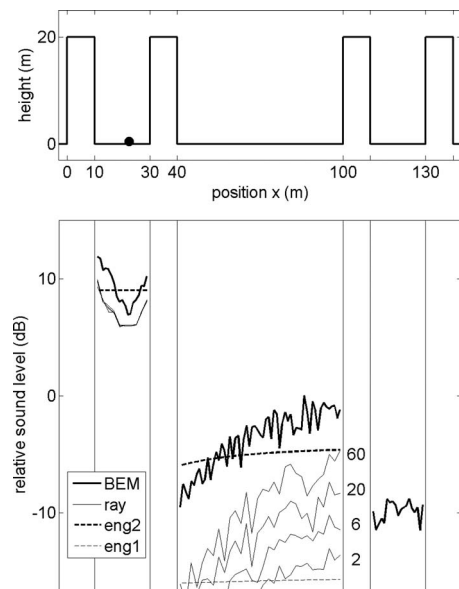 20
height (m)
0
0 10 30 40 100 110 130
position x (m)
10
relative sound level (dB)
0
60
20
BEM
ray
6
-10
eng2
eng1
2